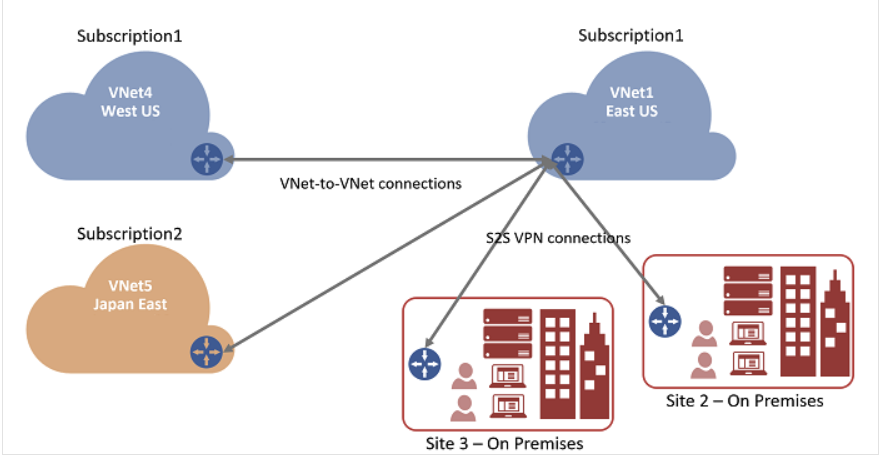 Subscription1
VNet4
West US
Subscription1
VNet1
East US
VNet-to-VNet connections
Subscription2
VNet5
Japan East
S2S VPN connections
Site 2 – On Premises
Site 3 – On Premises